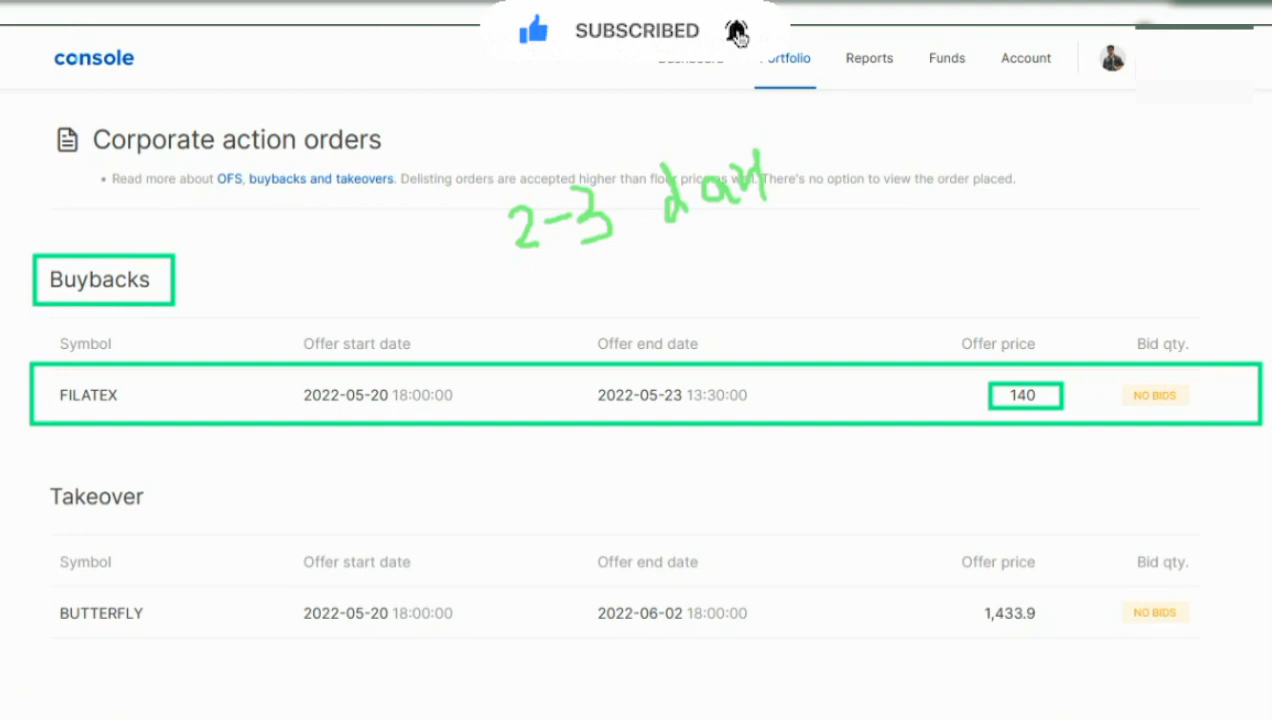 SUBSCRIBED
console
Portfolio Reports Funds Account
Corporate action orders
• Read more about OFS, buybacks and takeovers. Delisting orders are accepted higher than floor price as well. There's no option to view the order placed.
2-3 day
Buybacks
Symbol Offer start date Offer end date Offer price Bid qty.
FILATEX 2022-05-20 18:00:00 2022-05-23 13:30:00 140 NO BIDS
Takeover
Symbol Offer start date Offer end date Offer price Bid qty.
BUTTERFLY 2022-05-20 18:00:00 2022-06-02 18:00:00 1,433.9 NO BIDS